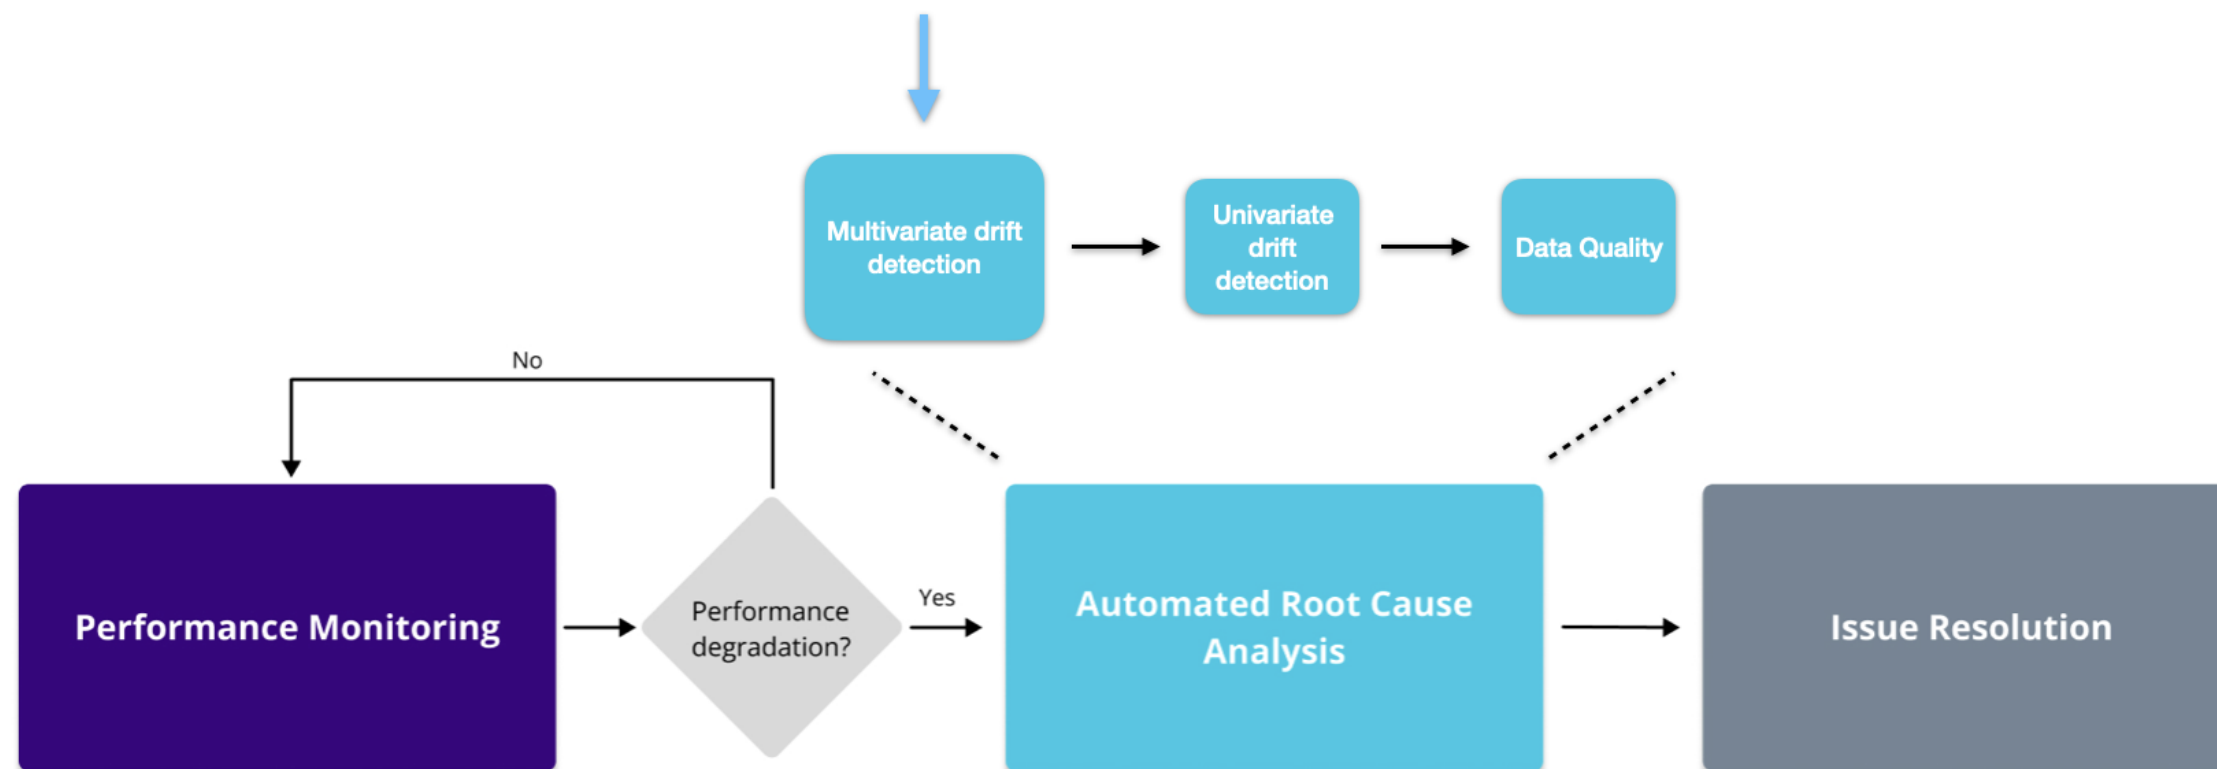 Multivariate drift
detection
Univariate
drift
detection
Data Quality
No
Performance Monitoring
Performance
degradation?
Yes
Automated Root Cause
Analysis
Issue Resolution